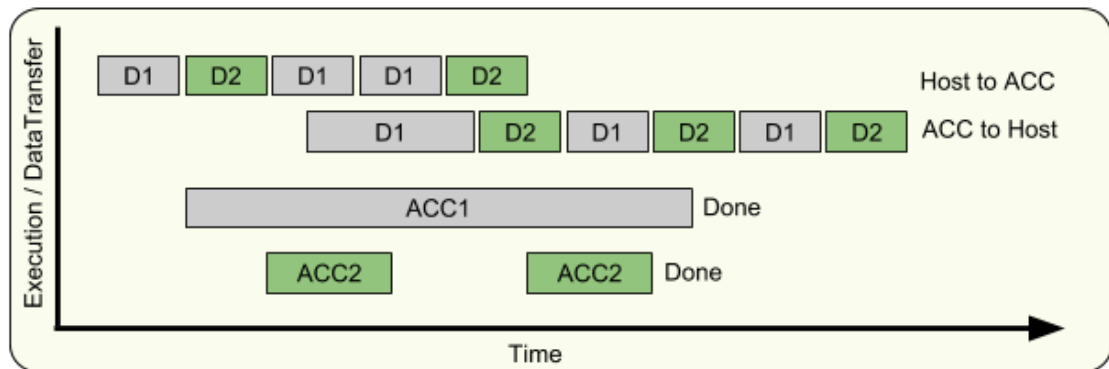 Execution / DataTransfer
D1 D2 D1 D1 D2 Host to ACC
D1 D2 D1 D2 D1 D2 ACC to Host
ACC1 Done
ACC2 ACC2 Done
Time